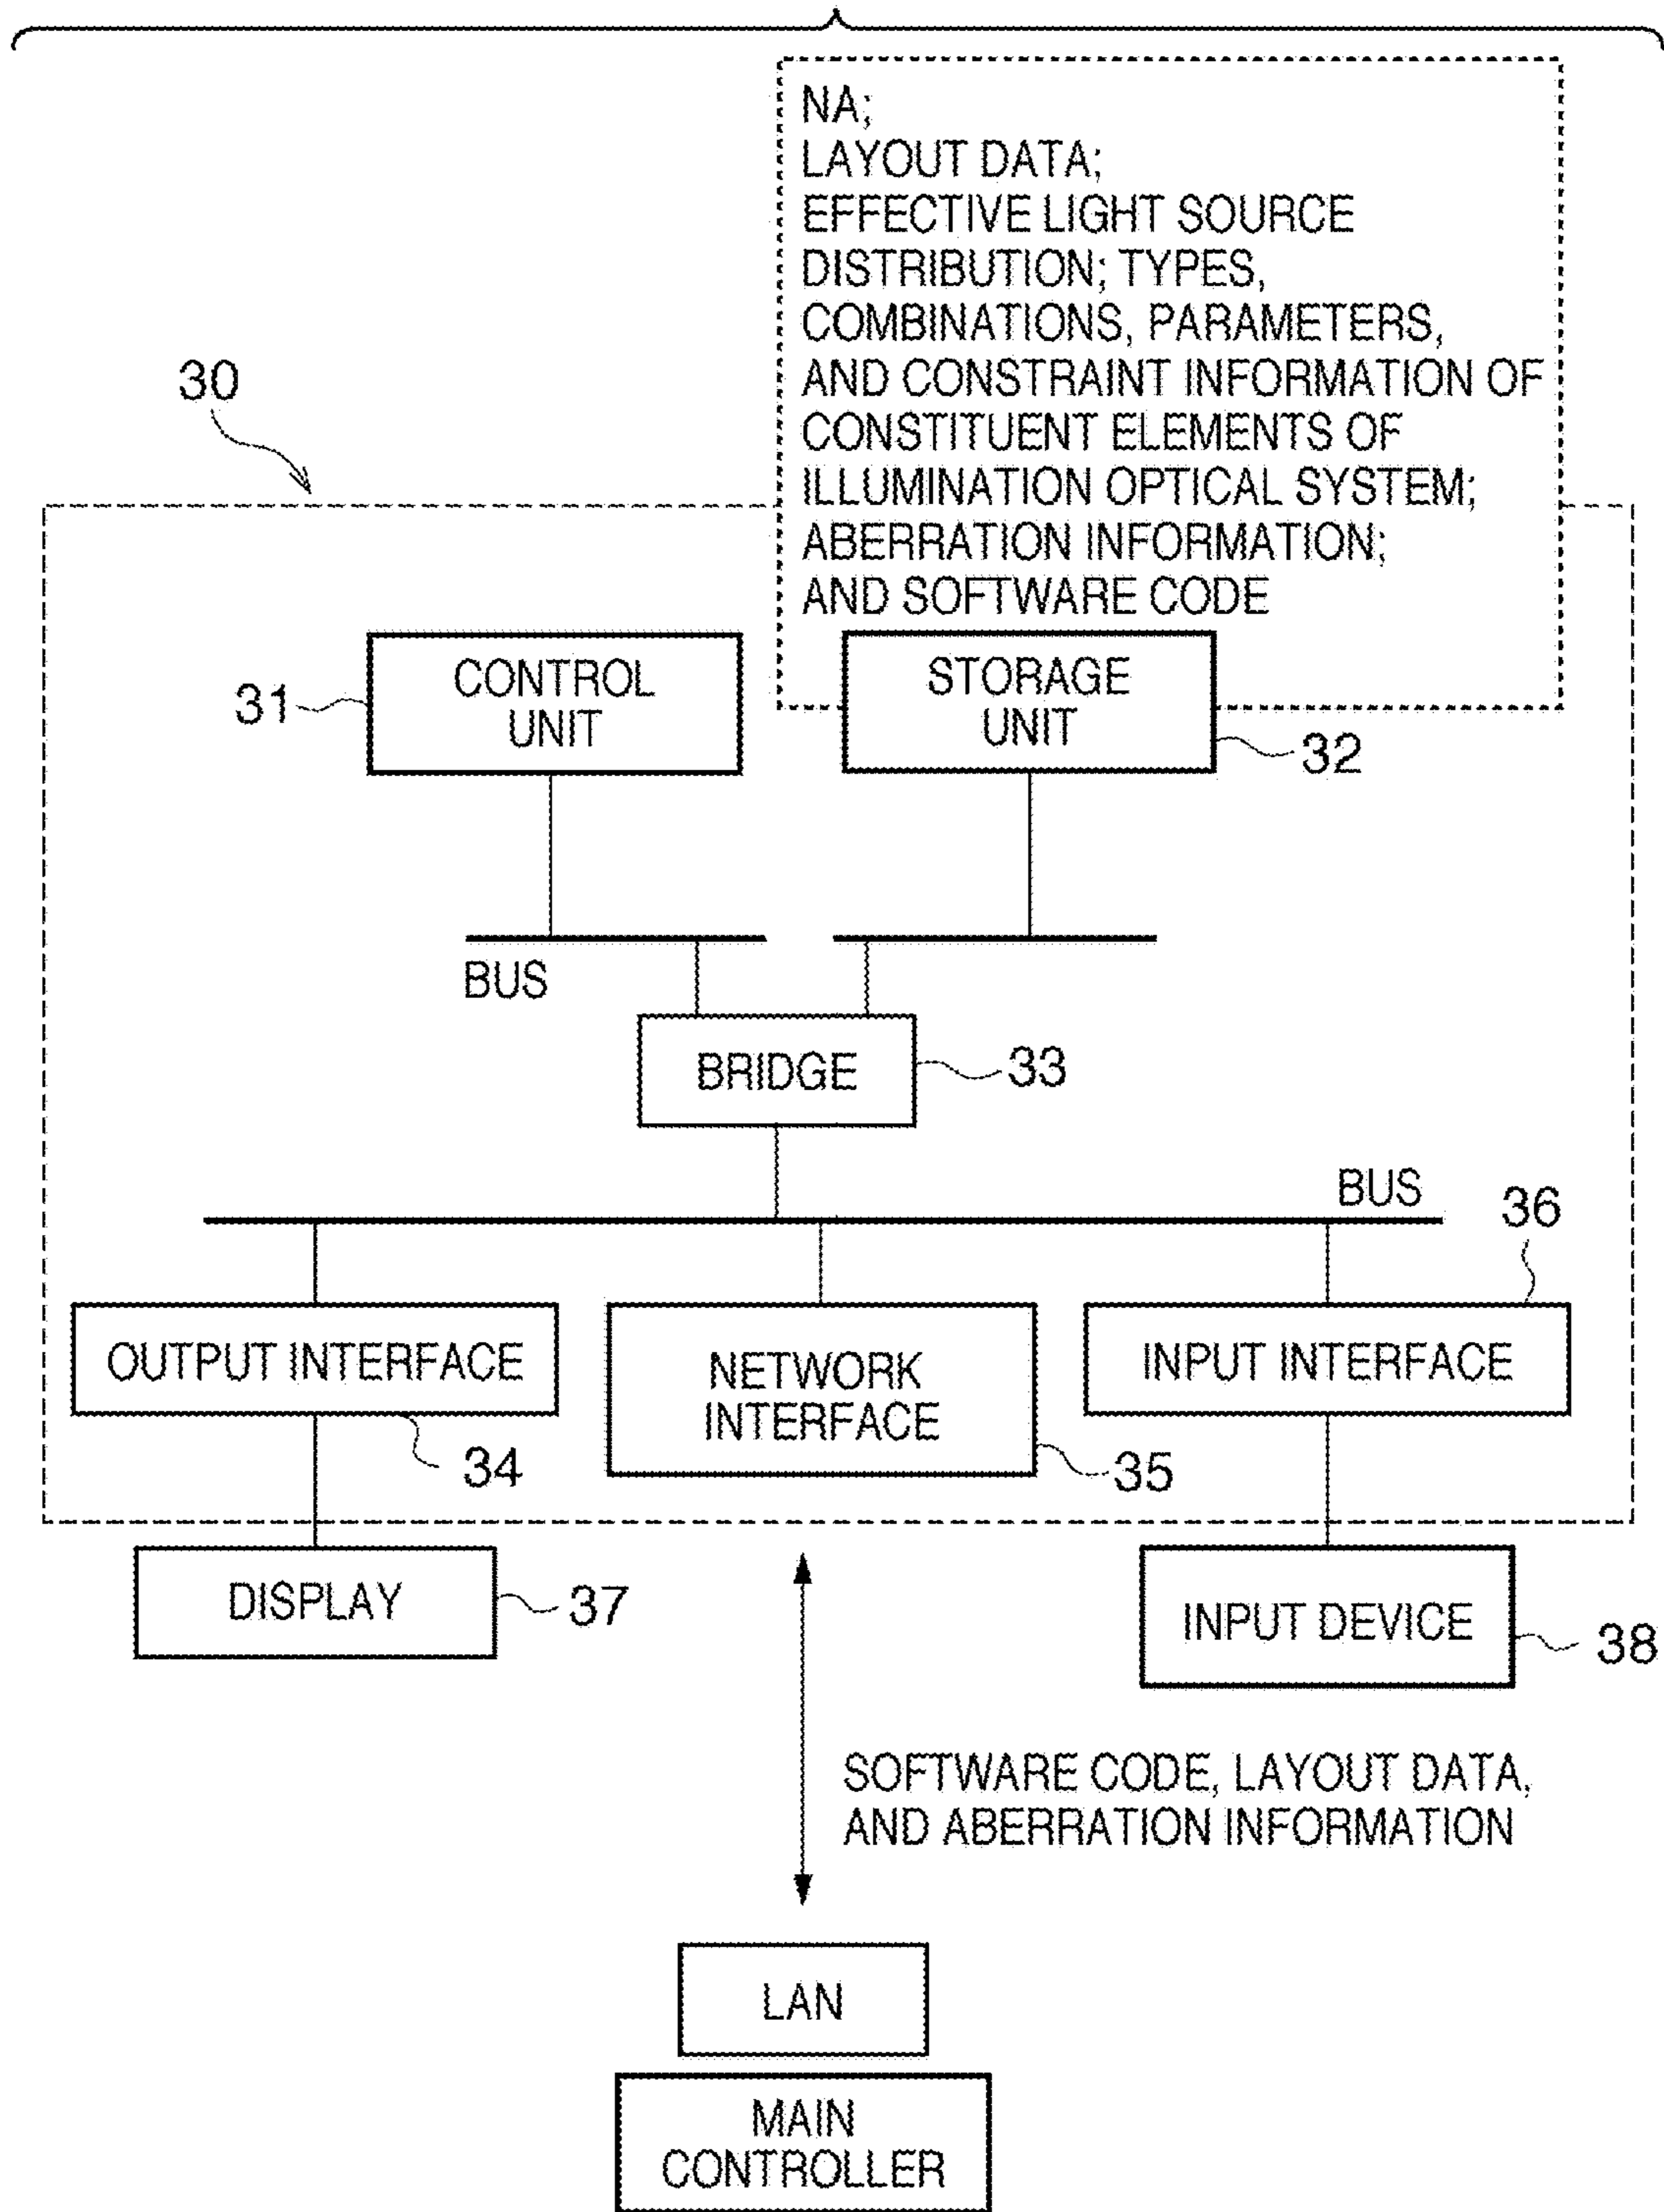 NA;
LAYOUT DATA;
EFFECTIVE LIGHT SOURCE
DISTRIBUTION; TYPES,
COMBINATIONS, PARAMETERS,
AND CONSTRAINT INFORMATION OF
CONSTITUENT ELEMENTS OF
ILLUMINATION OPTICAL SYSTEM;
ABERRATION INFORMATION;
AND SOFTWARE CODE
30
31
CONTROL
UNIT
STORAGE
UNIT
32
BUS
BRIDGE
33
BUS
36
OUTPUT INTERFACE
34
NETWORK
INTERFACE
35
INPUT INTERFACE
DISPLAY
37
INPUT DEVICE
38
SOFTWARE CODE, LAYOUT DATA,
AND ABERRATION INFORMATION
LAN
MAIN
CONTROLLER